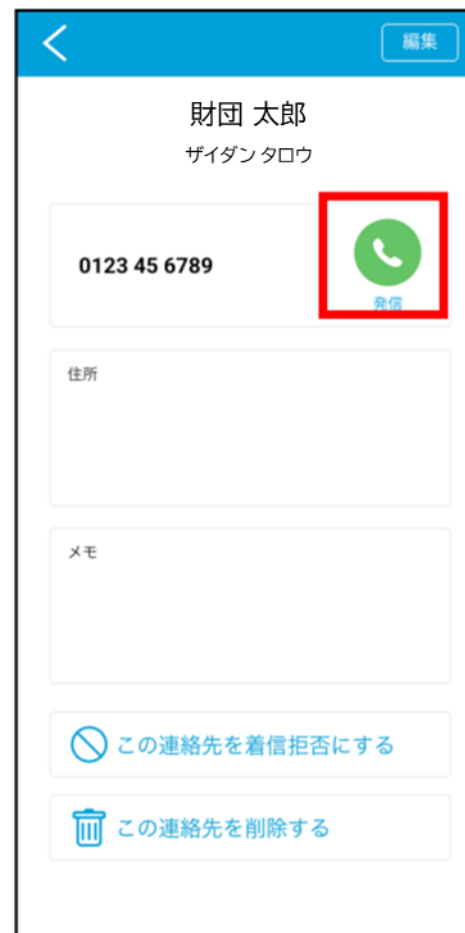 編集
財団 太郎
ザイダン タロウ
0123 45 6789
発信
住所
メモ
この連絡先を着信拒否にする
この連絡先を削除する